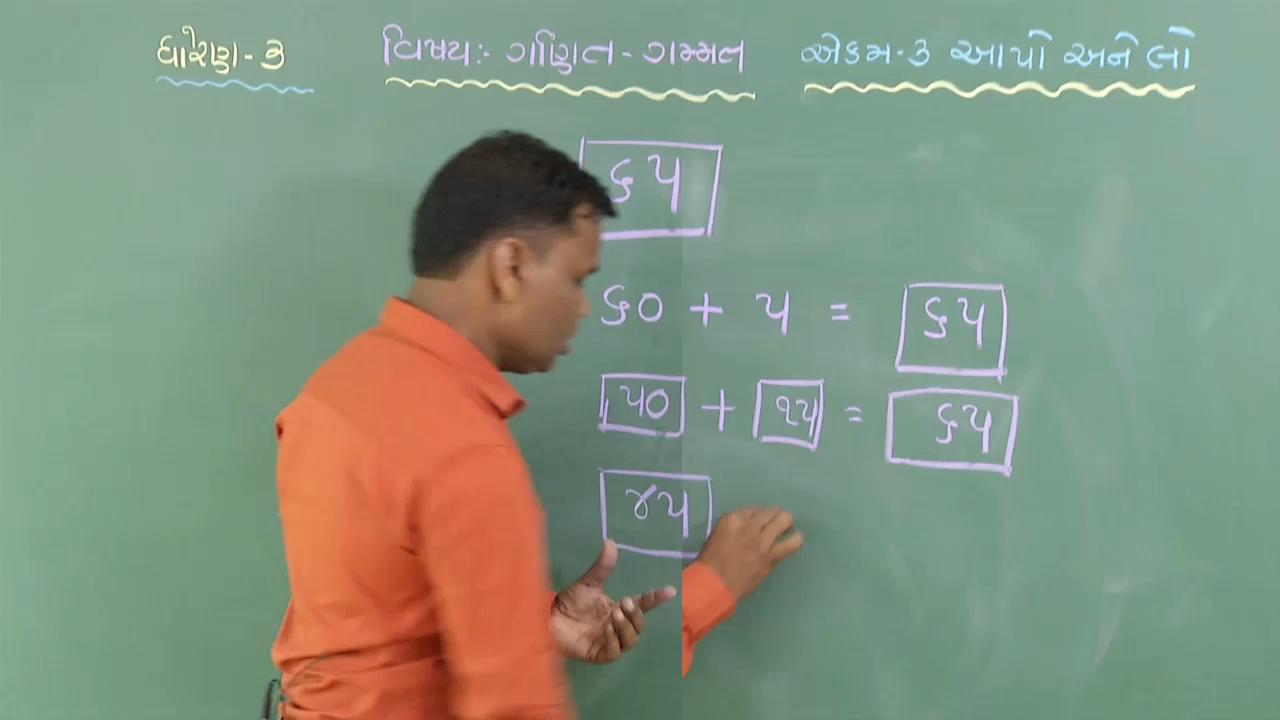 ધોરણ-૩ વિષય:- ગણિત-ગમ્મત એકમ-૩ આપો અને લો
૬૫
૬૦ + ૫ = ૬૫
૫૦ + ૧૫ = ૬૫
૪૫